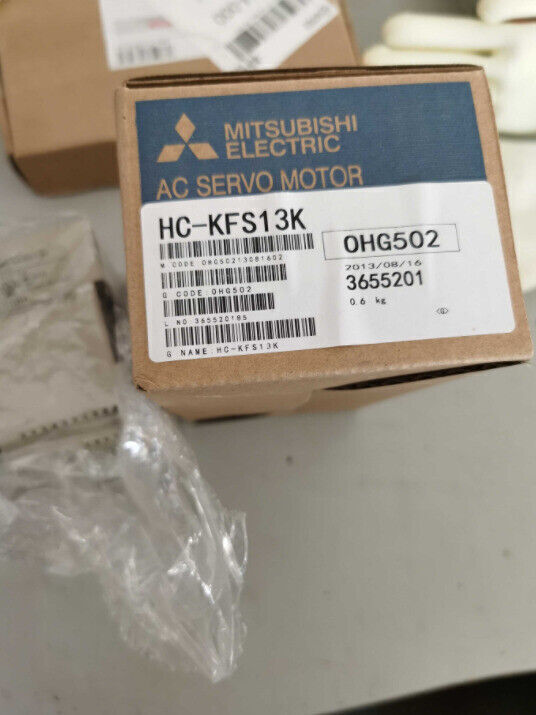 MITSUBISHI
ELECTRIC
AC SERVO MOTOR
HC-KFS13K
OHG502
M.CODE:OHG50213081602
2013/08/16
G CODE:OHG502
3655201
0.6 kg
L NO.365520185
G NAME:HC-KFS13K